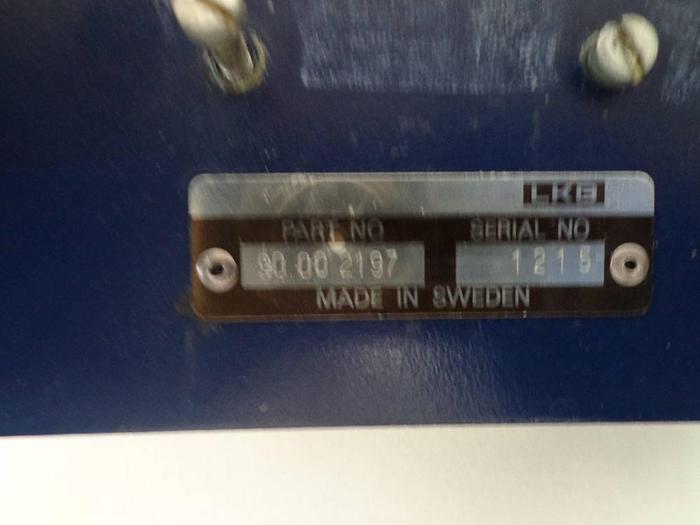 LKB
PART NO SERIAL NO
90 00 2197 1215
MADE IN SWEDEN